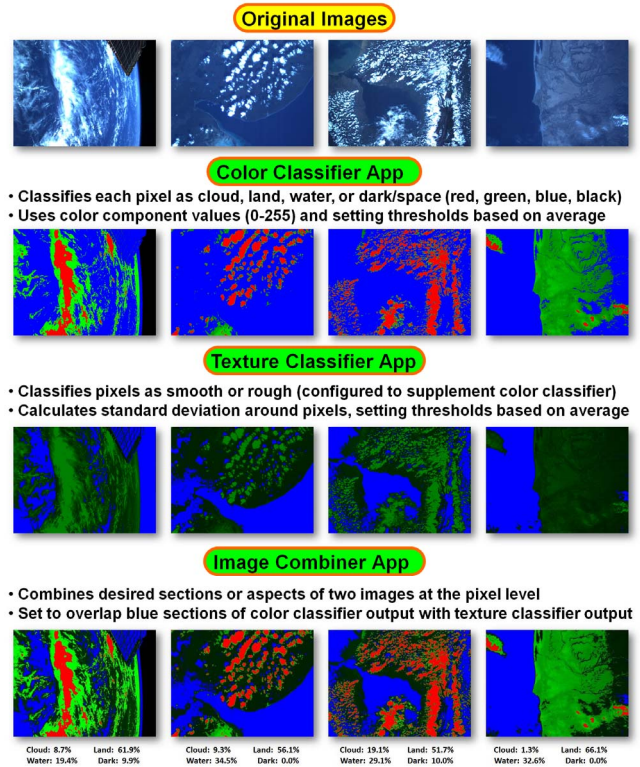 Original Images
Color Classifier App
• Classifies each pixel as cloud, land, water, or dark/space (red, green, blue, black)
• Uses color component values (0-255) and setting thresholds based on average
Texture Classifier App
• Classifies pixels as smooth or rough (configured to supplement color classifier)
• Calculates standard deviation around pixels, setting thresholds based on average
Image Combiner App
• Combines desired sections or aspects of two images at the pixel level
• Set to overlap blue sections of color classifier output with texture classifier output
Cloud: 8.7% Land: 61.9% Cloud: 9.3% Land: 56.1% Cloud: 19.1% Land: 51.7% Cloud: 1.3% Land: 66.1%
Water: 19.4% Dark: 9.9% Water: 34.5% Dark: 0.0% Water: 29.1% Dark: 10.0% Water: 32.6% Dark: 0.0%